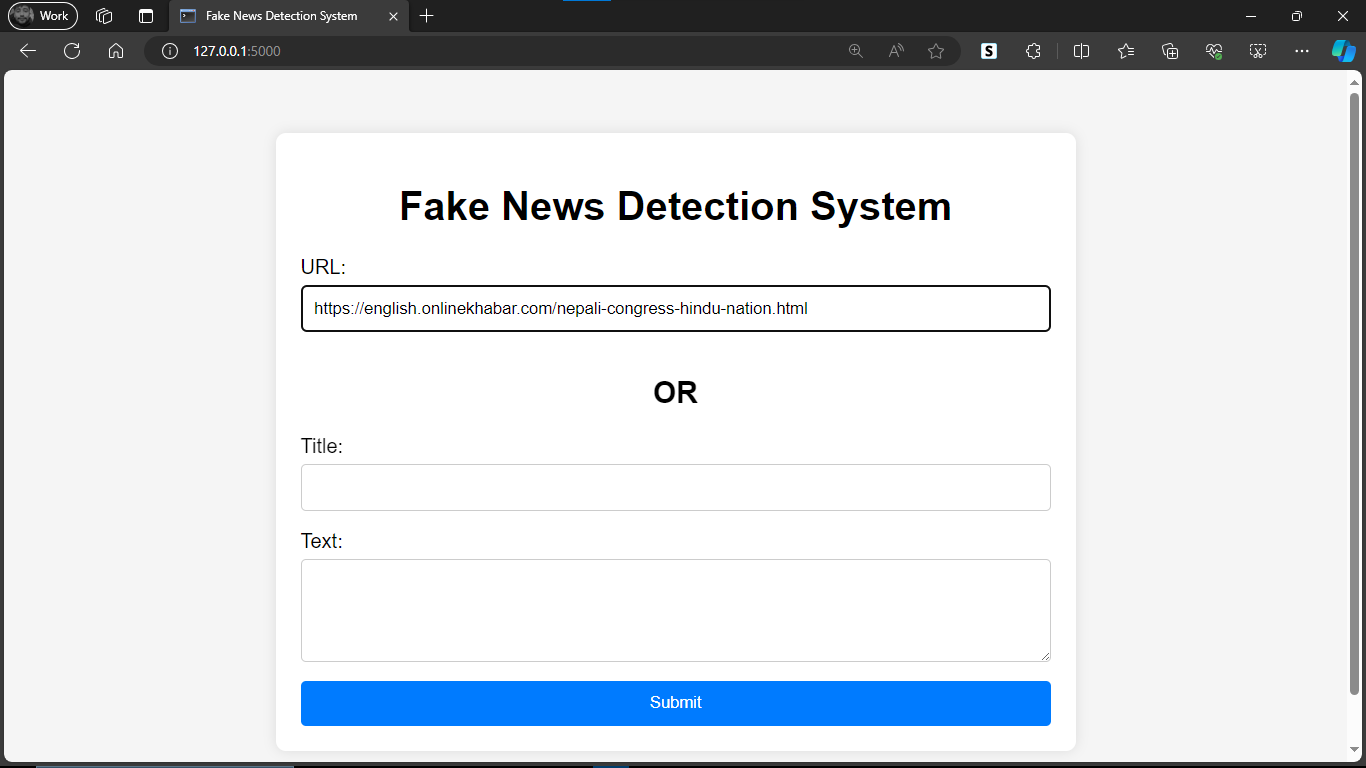 Work
Fake News Detection System
127.0.0.1:5000
Fake News Detection System
URL:
https://english.onlinekhabar.com/nepali-congress-hindu-nation.html
OR
Title:
Text:
Submit